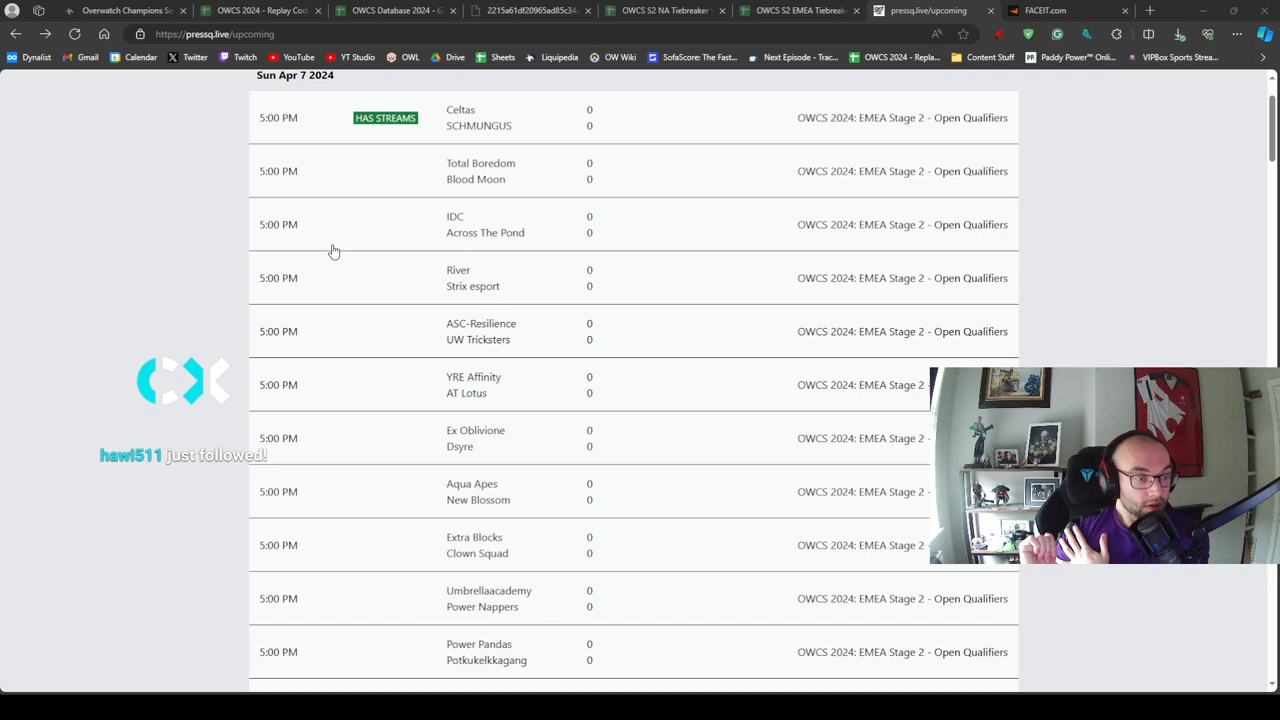 Overwatch Champions Se
OWCS 2024 - Replay Cod
OWCS Database 2024 - G
2215a61df20965ad85c34
OWCS S2 NA Tiebreaker
OWCS S2 EMEA Tiebreak
pressq.live/upcoming
FACEIT.com
https://pressq.live/upcoming
Dynalist
Gmail
Calendar
Twitter
Twitch
YouTube
YT Studio
OWL
Drive
Sheets
Liquipedia
OW Wiki
SofaScore: The Fast...
Next Episode - Trac...
OWCS 2024 - Repla...
Content Stuff
Paddy Power™ Onli...
VIPBox Sports Strea...
Sun Apr 7 2024
5:00 PM HAS STREAMS Celtas 0 OWCS 2024: EMEA Stage 2 - Open Qualifiers
SCHMUNGUS 0
5:00 PM Total Boredom 0 OWCS 2024: EMEA Stage 2 - Open Qualifiers
Blood Moon 0
5:00 PM IDC 0 OWCS 2024: EMEA Stage 2 - Open Qualifiers
Across The Pond 0
5:00 PM River 0 OWCS 2024: EMEA Stage 2 - Open Qualifiers
Strix esport 0
5:00 PM ASC-Resilience 0 OWCS 2024: EMEA Stage 2 - Open Qualifiers
UW Tricksters 0
5:00 PM YRE Affinity 0 OWCS 2024: EMEA Stage 2 -
AT Lotus 0
5:00 PM Ex Oblivione 0 OWCS 2024: EMEA Stage 2 -
Dsyre 0
hawi511 just followed!
5:00 PM Aqua Apes 0 OWCS 2024: EMEA Stage 2 -
New Blossom 0
5:00 PM Extra Blocks 0 OWCS 2024: EMEA Stage 2 -
Clown Squad 0
5:00 PM Umbrellaacademy 0 OWCS 2024: EMEA Stage 2 - Open Qualifiers
Power Nappers 0
5:00 PM Power Pandas 0 OWCS 2024: EMEA Stage 2 - Open Qualifiers
Potkukelkkagang 0